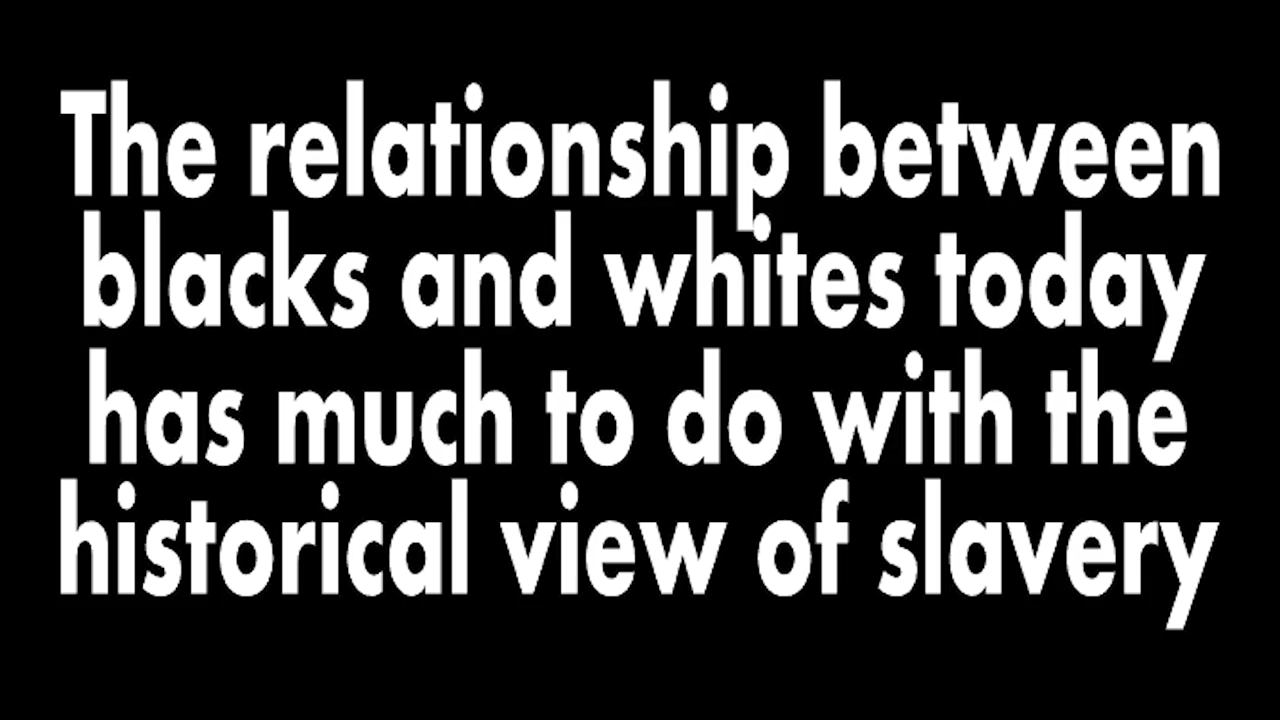 The relationship between
blacks and whites today
has much to do with the
historical view of slavery